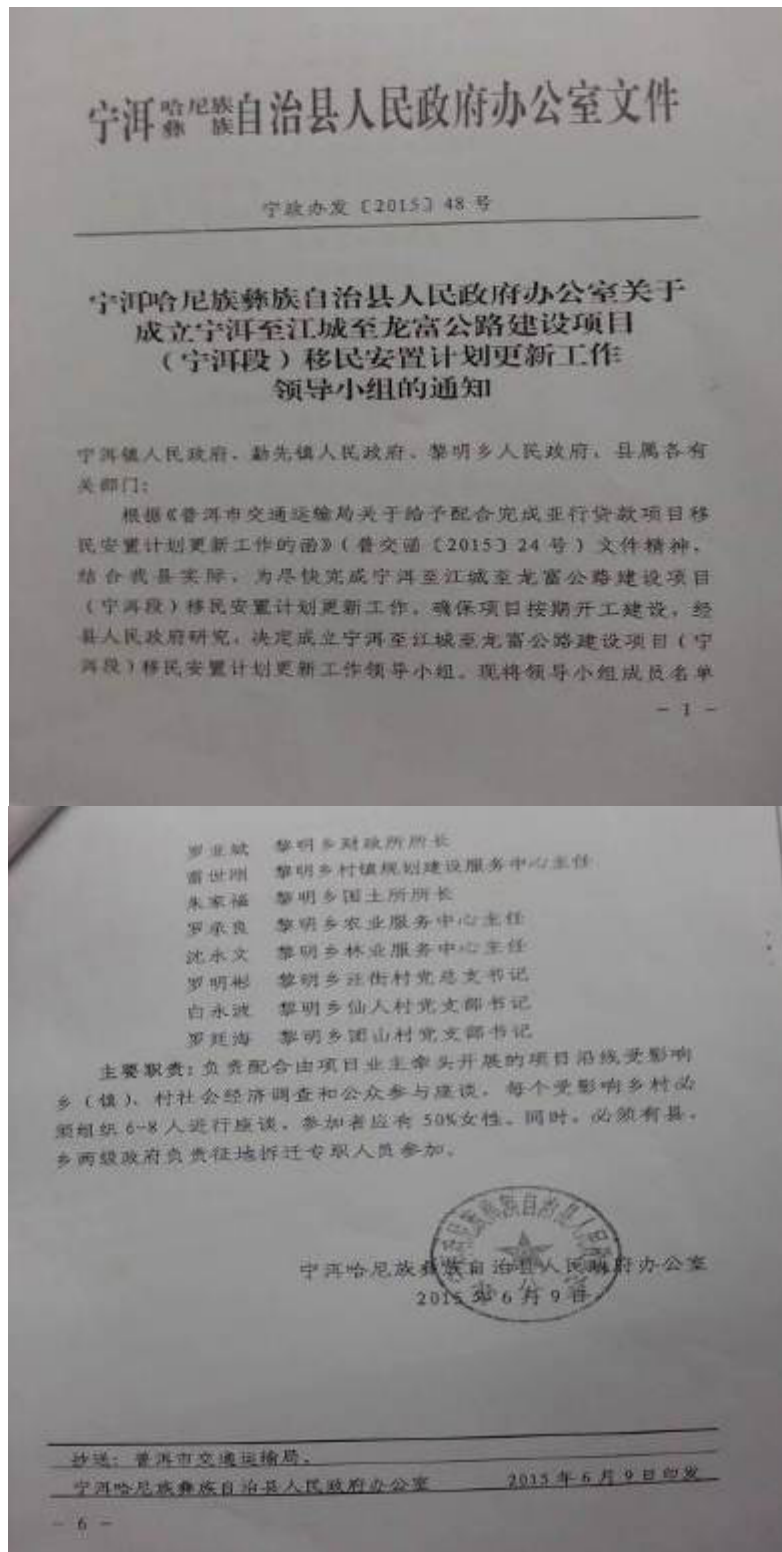 宁洱哈尼族彝族自治县人民政府办公室文件
宁政办发〔2015〕48 号
宁洱哈尼族彝族自治县人民政府办公室关于
成立宁洱至江城至龙富公路建设项目
（宁洱段）移民安置计划更新工作
领导小组的通知
宁洱镇人民政府、勐先镇人民政府、黎明乡人民政府，县属各有
关部门：
根据《普洱市交通运输局关于给予配合完成亚行贷款项目移
民安置计划更新工作的函》（普交函〔2015〕24 号）文件精神，
结合我县实际，为尽快完成宁洱至江城至龙富公路建设项目
（宁洱段）移民安置计划更新工作，确保项目按期开工建设，经
县人民政府研究，决定成立宁洱至江城至龙富公路建设项目（宁
洱段）移民安置计划更新工作领导小组。现将领导小组成员名单
- 1 -
罗亚斌 黎明乡财政所所长
雷世刚 黎明乡村镇规划建设服务中心主任
朱家福 黎明乡国土所所长
罗承良 黎明乡农业服务中心主任
沈永文 黎明乡林业服务中心主任
罗明彬 黎明乡汪街村党总支书记
白永波 黎明乡仙人村党支部书记
罗廷海 黎明乡团山村党支部书记
主要职责：负责配合由项目业主牵头开展的项目沿线受影响
乡（镇）、村社会经济调查和公众参与座谈，每个受影响乡村必
须组织 6-8 人进行座谈，参加者应有 50%女性。同时，必须有县、
乡两级政府负责征地拆迁专职人员参加。
宁洱哈尼族彝族自治县人民政府办公室
2015 年 6 月 9 日
抄送：普洱市交通运输局。
宁洱哈尼族彝族自治县人民政府办公室 2015 年 6 月 9 日印发
- 6 -